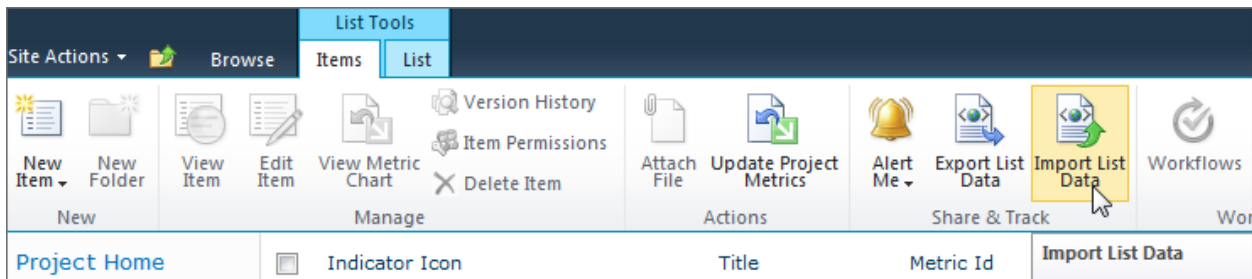 List Tools
Site Actions Browse Items List
New Item New Folder View Item Edit Item View Metric Chart Version History Item Permissions Delete Item Attach File Update Project Metrics Alert Me Export List Data Import List Data Workflows
New Manage Actions Share & Track
Project Home Indicator Icon Title Metric Id Import List Data